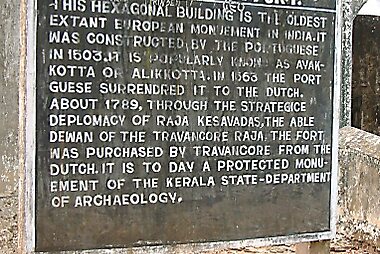 THIS HEXAGONAL BUILDING IS THE OLDEST
EXTANT EUROPEAN MONUEMENT IN INDIA.IT
WAS CONSTRUCTED BY THE PORTUGUESE
IN 1503.IT IS POPULARLY KNOWN AS AYAK-
KOTTA OR ALIKKOTTA. IN 1663 THE PORT
GUESE SURRENDRED IT TO THE DUTCH.
ABOUT 1789, THROUGH THE STRATEGICE
DEPLOMACY OF RAJA KESAVADAS, THE ABLE
DEWAN OF THE TRAVANCORE RAJA. THE FORT
WAS PURCHASED BY TRAVANCORE FROM THE
DUTCH. IT IS TO DAY A PROTECTED MONU-
EMENT OF THE KERALA STATE-DEPARTMENT
OF ARCHAEOLOGY.